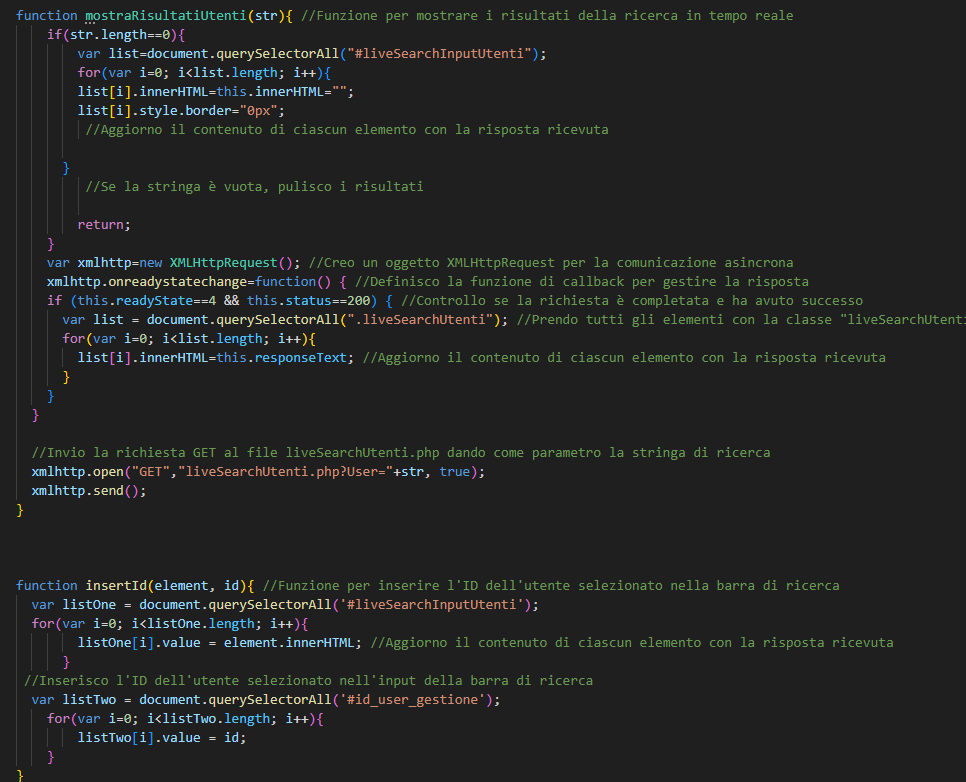 function mostraRisultatiUtenti(str){ //Funzione per mostrare i risultati della ricerca in tempo reale
if(str.length==0){
var list=document.querySelectorAll("#liveSearchInputUtenti");
for(var i=0; i<list.length; i++){
list[i].innerHTML=this.innerHTML="";
list[i].style.border="0px";
//Aggiorno il contenuto di ciascun elemento con la risposta ricevuta
}
//Se la stringa è vuota, pulisco i risultati
return;
}
var xmlhttp=new XMLHttpRequest(); //Creo un oggetto XMLHttpRequest per la comunicazione asincrona
xmlhttp.onreadystatechange=function() { //Definisco la funzione di callback per gestire la risposta
if (this.readyState==4 && this.status==200) { //Controllo se la richiesta è completata e ha avuto successo
var list = document.querySelectorAll(".liveSearchUtenti"); //Prendo tutti gli elementi con la classe "liveSearchUtenti
for(var i=0; i<list.length; i++){
list[i].innerHTML=this.responseText; //Aggiorno il contenuto di ciascun elemento con la risposta ricevuta
}
}
}
//Invio la richiesta GET al file liveSearchUtenti.php dando come parametro la stringa di ricerca
xmlhttp.open("GET","liveSearchUtenti.php?User="+str, true);
xmlhttp.send();
}
function insertId(element, id){ //Funzione per inserire l'ID dell'utente selezionato nella barra di ricerca
var listOne = document.querySelectorAll('#liveSearchInputUtenti');
for(var i=0; i<listOne.length; i++){
listOne[i].value = element.innerHTML; //Aggiorno il contenuto di ciascun elemento con la risposta ricevuta
}
//Inserisco l'ID dell'utente selezionato nell'input della barra di ricerca
var listTwo = document.querySelectorAll('#id_user_gestione');
for(var i=0; i<listTwo.length; i++){
listTwo[i].value = id;
}
}